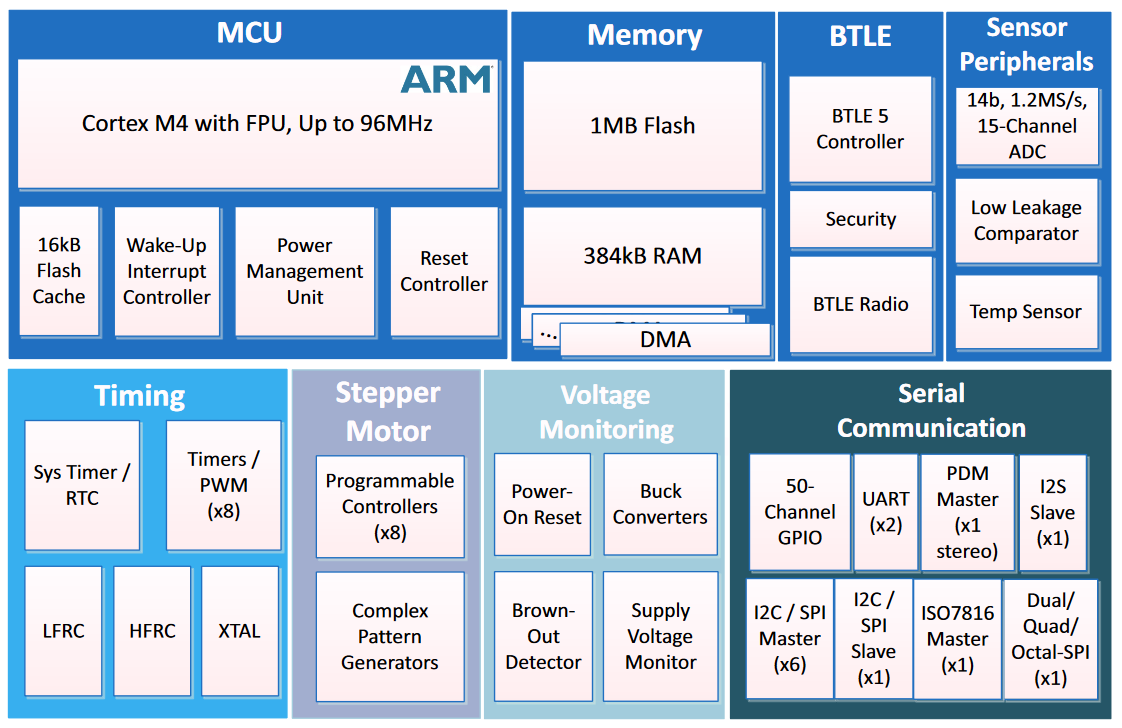 MCU
ARM
Cortex M4 with FPU, Up to 96MHz
16kB
Flash
Cache
Wake-Up
Interrupt
Controller
Power
Management
Unit
Reset
Controller
Memory
1MB Flash
384kB RAM
...
DMA
BTLE
BTLE 5
Controller
Security
BTLE Radio
Sensor
Peripherals
14b, 1.2MS/s,
15-Channel
ADC
Low Leakage
Comparator
Temp Sensor
Timing
Sys Timer /
RTC
Timers /
PWM
(x8)
LFRC
HFRC
XTAL
Stepper
Motor
Programmable
Controllers
(x8)
Complex
Pattern
Generators
Voltage
Monitoring
Power-
On Reset
Buck
Converters
Brown-
Out
Detector
Supply
Voltage
Monitor
Serial
Communication
50-
Channel
GPIO
UART
(x2)
PDM
Master
(x1
stereo)
I2S
Slave
(x1)
I2C / SPI
Master
(x6)
I2C /
SPI
Slave
(x1)
ISO7816
Master
(x1)
Dual/
Quad/
Octal-SPI
(x1)